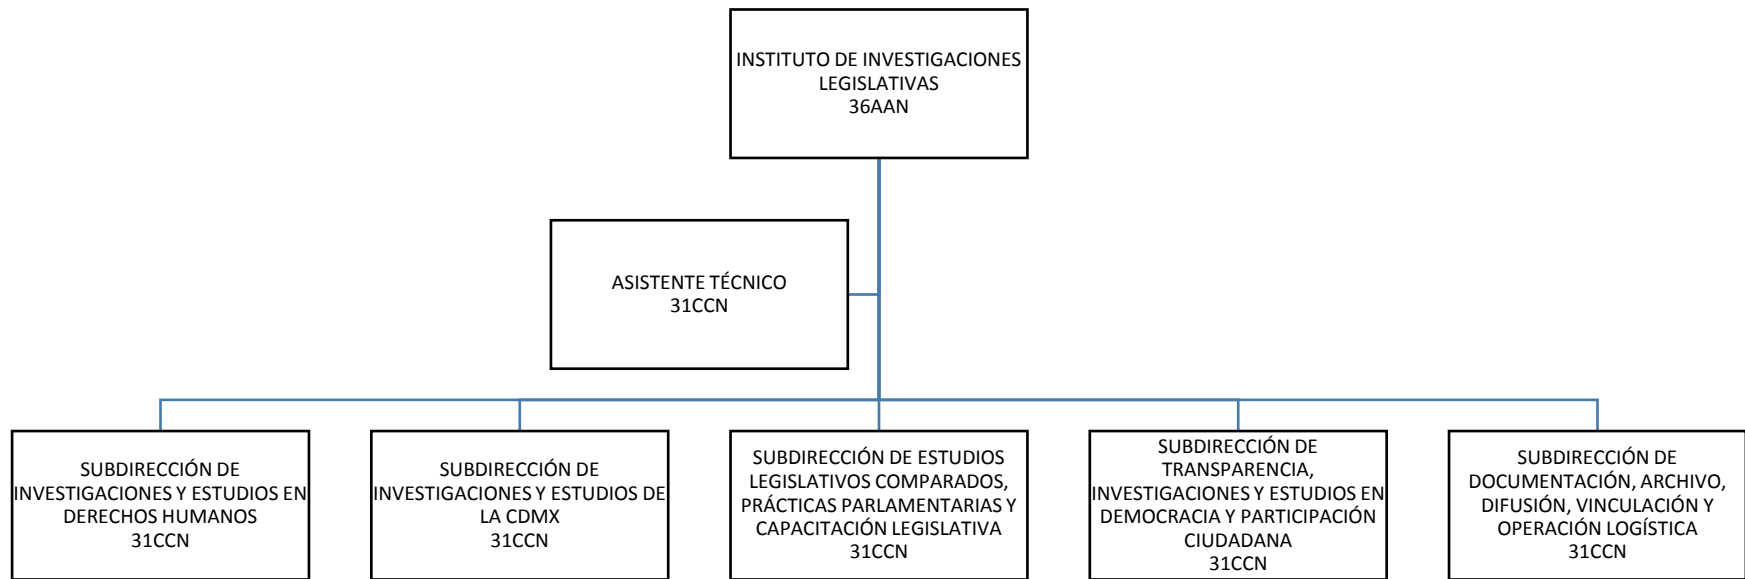 INSTITUTO DE INVESTIGACIONES
LEGISLATIVAS
36AAN
ASISTENTE TÉCNICO
31CCN
SUBDIRECCIÓN DE
INVESTIGACIONES Y ESTUDIOS EN
DERECHOS HUMANOS
31CCN
SUBDIRECCIÓN DE
INVESTIGACIONES Y ESTUDIOS DE
LA CDMX
31CCN
SUBDIRECCIÓN DE ESTUDIOS
LEGISLATIVOS COMPARADOS,
PRÁCTICAS PARLAMENTARIAS Y
CAPACITACIÓN LEGISLATIVA
31CCN
SUBDIRECCIÓN DE
TRANSPARENCIA,
INVESTIGACIONES Y ESTUDIOS EN
DEMOCRACIA Y PARTICIPACIÓN
CIUDADANA
31CCN
SUBDIRECCIÓN DE
DOCUMENTACIÓN, ARCHIVO,
DIFUSIÓN, VINCULACIÓN Y
OPERACIÓN LOGÍSTICA
31CCN